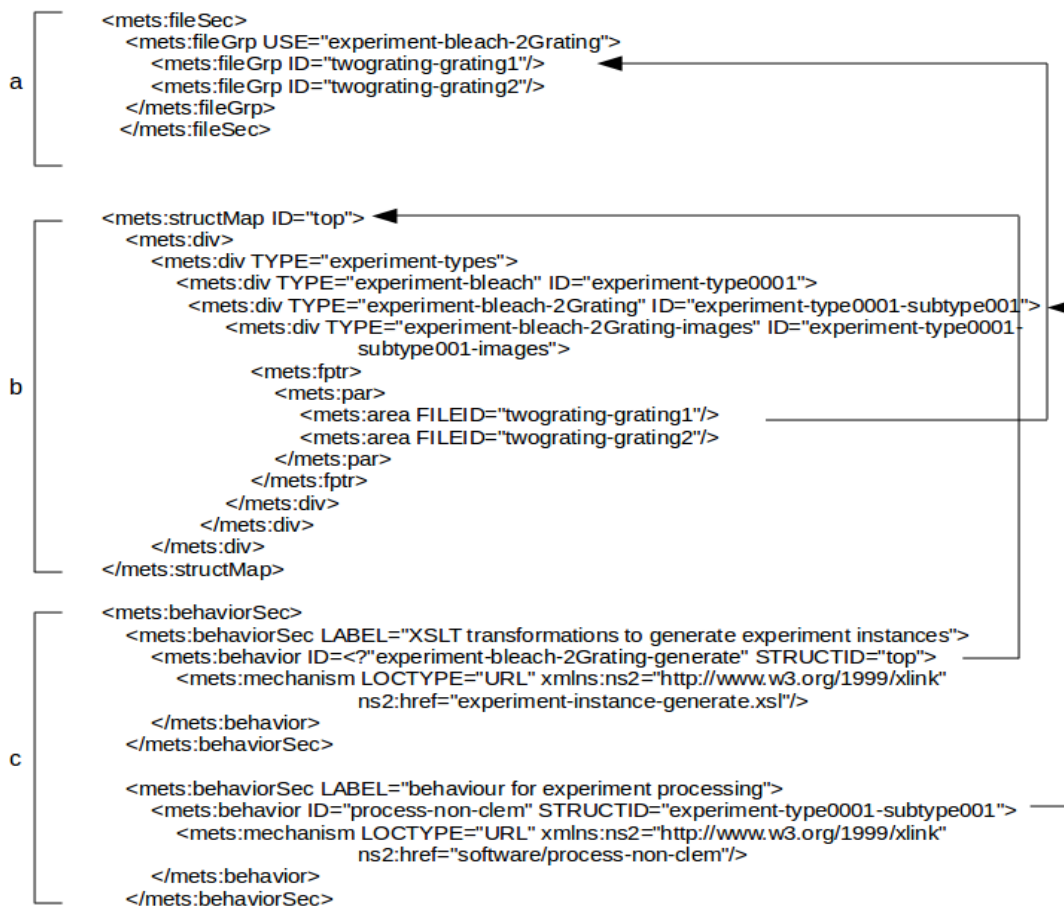 <mets:fileSec>
<mets:fileGrp USE="experiment-bleach-2Grating">
<mets:fileGrp ID="twograting-grating1"/>
a
<mets:fileGrp ID="twograting-grating2"/>
</mets:fileGrp>
</mets:fileSec>
<mets:structMap ID="top">
<mets:div>
<mets:div TYPE="experiment-types">
<mets:div TYPE="experiment-bleach" ID="experiment-type0001">
<mets:div TYPE="experiment-bleach-2Grating" ID="experiment-type0001-subtype001">
<mets:div TYPE="experiment-bleach-2Grating-images" ID="experiment-type0001-
subtype001-images">
<mets:fptr>
b
<mets:par>
<mets:area FILEID="twograting-grating1"/>
<mets:area FILEID="twograting-grating2"/>
</mets:par>
</mets:fptr>
</mets:div>
</mets:div>
</mets:div>
</mets:structMap>
<mets:behaviorSec>
<mets:behaviorSec LABEL="XSLT transformations to generate experiment instances">
<mets:behavior ID=<?"experiment-bleach-2Grating-generate" STRUCTID="top">
<mets:mechanism LOCTYPE="URL" xmlns:ns2="http://www.w3.org/1999/xlink"
ns2:href="experiment-instance-generate.xsl"/>
</mets:behavior>
</mets:behaviorSec>
c
<mets:behaviorSec LABEL="behaviour for experiment processing">
<mets:behavior ID="process-non-clem" STRUCTID="experiment-type0001-subtype001">
<mets:mechanism LOCTYPE="URL" xmlns:ns2="http://www.w3.org/1999/xlink"
ns2:href="software/process-non-clem"/>
</mets:behavior>
</mets:behaviorSec>